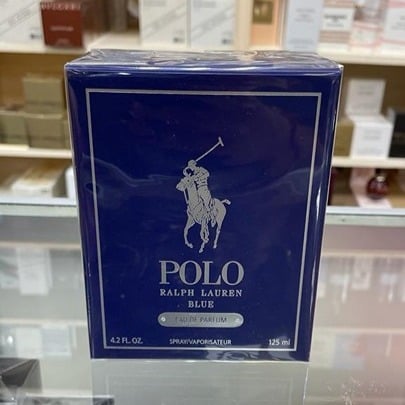 POLO
RALPH LAUREN
BLUE
EAU DE PARFUM
4.2 FL. OZ. SPRAY/VAPORISATEUR 125 ml